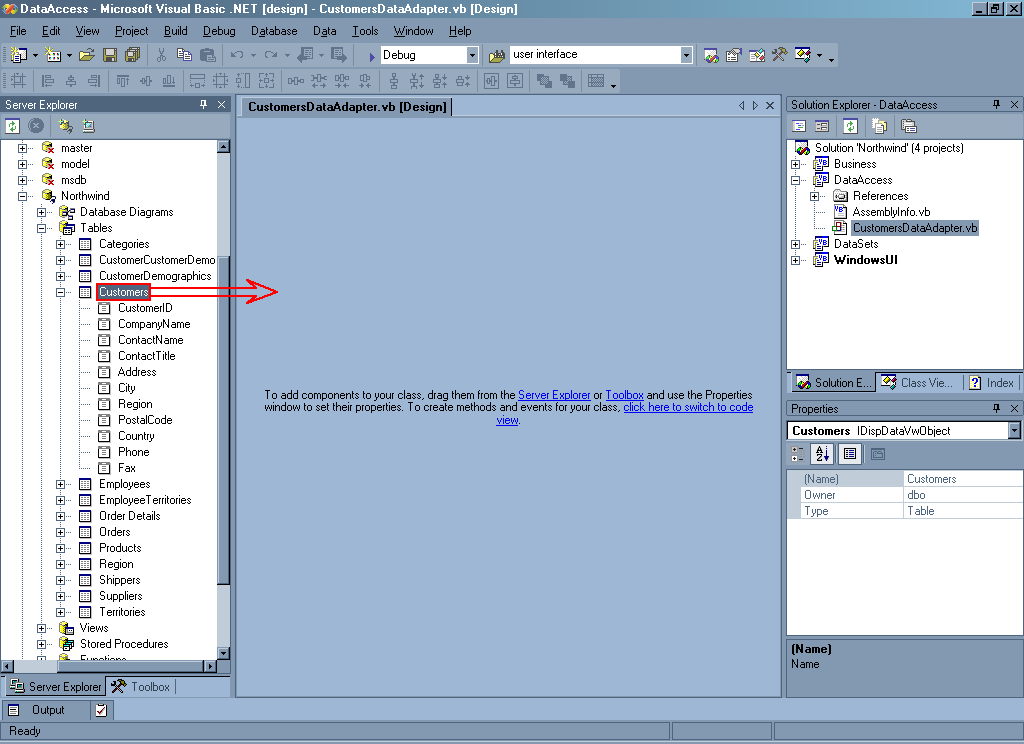 DataAccess - Microsoft Visual Basic .NET [design] - CustomersDataAdapter.vb [Design]
File Edit View Project Build Debug Database Data Tools Window Help
Debug user interface
Server Explorer
master
model
msdb
Northwind
Database Diagrams
Tables
Categories
CustomerCustomerDemo
CustomerDemographics
Customers
CustomerID
CompanyName
ContactName
ContactTitle
Address
City
Region
PostalCode
Country
Phone
Fax
Employees
EmployeeTerritories
Order Details
Orders
Products
Region
Shippers
Suppliers
Territories
Views
Stored Procedures
Functions
Server Explorer Toolbox
CustomersDataAdapter.vb [Design]
To add components to your class, drag them from the Server Explorer or Toolbox and use the Properties
window to set their properties. To create methods and events for your class, click here to switch to code
view.
Solution Explorer - DataAccess
Solution 'Northwind' (4 projects)
Business
DataAccess
References
AssemblyInfo.vb
CustomersDataAdapter.vb
DataSets
WindowsUI
Solution E... Class Vie... Index
Properties
Customers IDispDataVwObject
(Name) Customers
Owner dbo
Type Table
(Name)
Name
Output
Ready